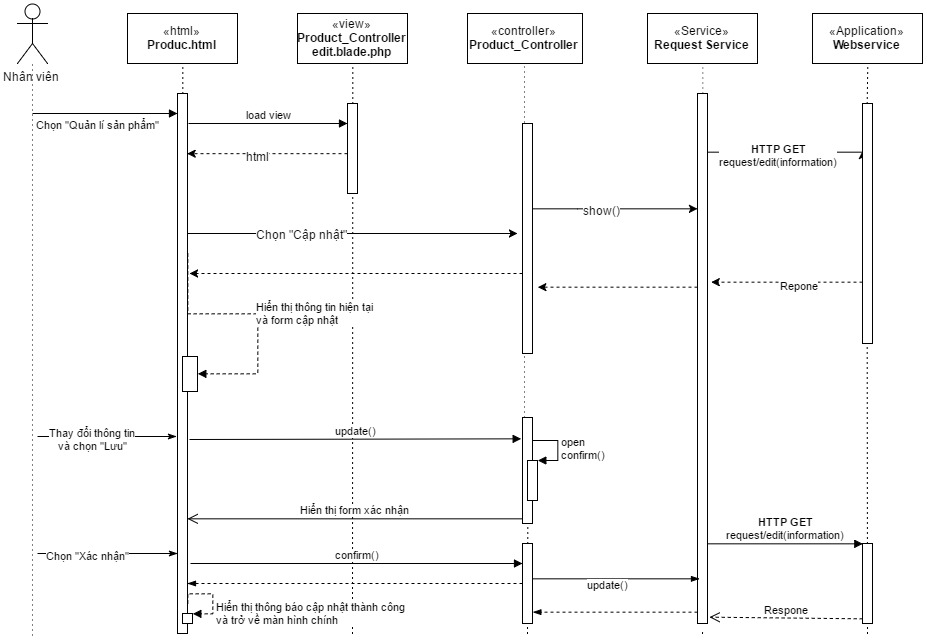 Nhân viên
«html»
Produc.html
«view»
Product_Controller
edit.blade.php
«controller»
Product_Controller
«Service»
Request Service
«Application»
Webservice
Chọn "Quản lí sản phẩm"
load view
html
HTTP GET
request/edit(information)
show()
Chọn "Cập nhật"
Repone
Hiển thị thông tin hiện tại
và form cập nhật
Thay đổi thông tin
và chọn "Lưu"
update()
open
confirm()
Hiển thị form xác nhận
HTTP GET
request/edit(information)
Chọn "Xác nhận"
confirm()
update()
Hiển thị thông báo cập nhật thành công
và trở về màn hình chính
Respone